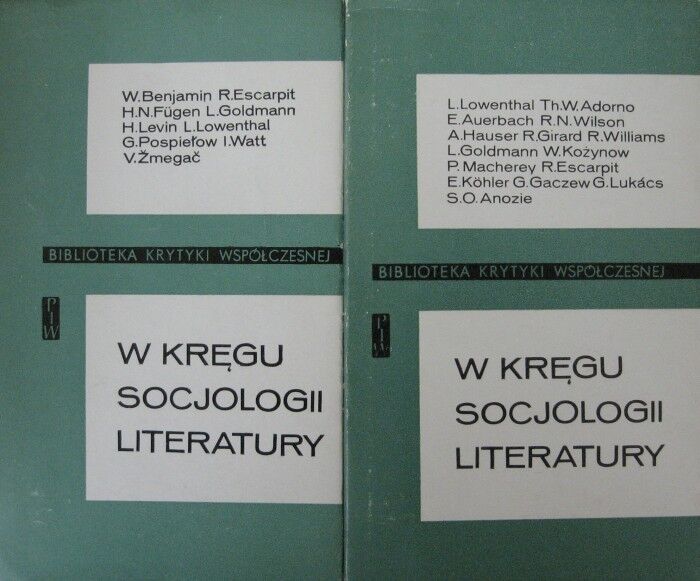 W.Benjamin R.Escarpit
H.N.Fügen L.Goldmann
H.Levin L.Lowenthal
G.Pospiełow I.Watt
V.Žmegač
BIBLIOTEKA KRYTYKI WSPÓŁCZESNEJ
PIW
W KRĘGU
SOCJOLOGII
LITERATURY
L.Lowenthal Th.W.Adorno
E.Auerbach R.N.Wilson
A.Hauser R.Girard R.Williams
L.Goldmann W.Kożynow
P.Macherey R.Escarpit
E.Köhler G.Gaczew G.Lukács
S.O.Anozie
BIBLIOTEKA KRYTYKI WSPÓŁCZESNEJ
PIW
W KRĘGU
SOCJOLOGII
LITERATURY